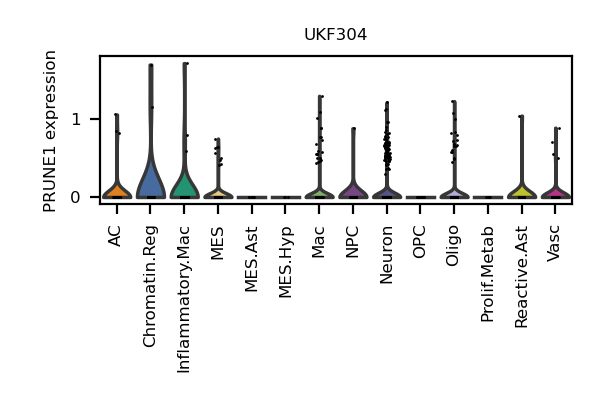 UKF304
PRUNE1 expression
1
0
AC
Chromatin.Reg
Inflammatory.Mac
MES
MES.Ast
MES.Hyp
Mac
NPC
Neuron
OPC
Oligo
Prolif.Metab
Reactive.Ast
Vasc